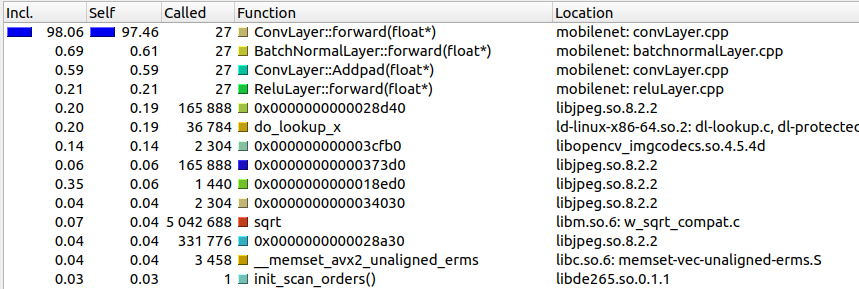 Incl. Self Called Function Location
98.06 97.46 27 ConvLayer::forward(float*) mobilenet: convLayer.cpp
0.69 0.61 27 BatchNormalLayer::forward(float*) mobilenet: batchnormalLayer.cpp
0.59 0.59 27 ConvLayer::Addpad(float*) mobilenet: convLayer.cpp
0.21 0.21 27 ReluLayer::forward(float*) mobilenet: reluLayer.cpp
0.20 0.19 165 888 0x0000000000028d40 libjpeg.so.8.2.2
0.20 0.19 36 784 do_lookup_x ld-linux-x86-64.so.2: dl-lookup.c, dl-protected
0.14 0.14 2 304 0x000000000003cfb0 libopencv_imgcodecs.so.4.5.4d
0.06 0.06 165 888 0x00000000000373d0 libjpeg.so.8.2.2
0.35 0.06 1 440 0x0000000000018ed0 libjpeg.so.8.2.2
0.04 0.04 2 304 0x0000000000034030 libjpeg.so.8.2.2
0.07 0.04 5 042 688 sqrt libm.so.6: w_sqrt_compat.c
0.04 0.04 331 776 0x0000000000028a30 libjpeg.so.8.2.2
0.04 0.04 3 458 __memset_avx2_unaligned_erms libc.so.6: memset-vec-unaligned-erms.S
0.03 0.03 1 init_scan_orders() libde265.so.0.1.1